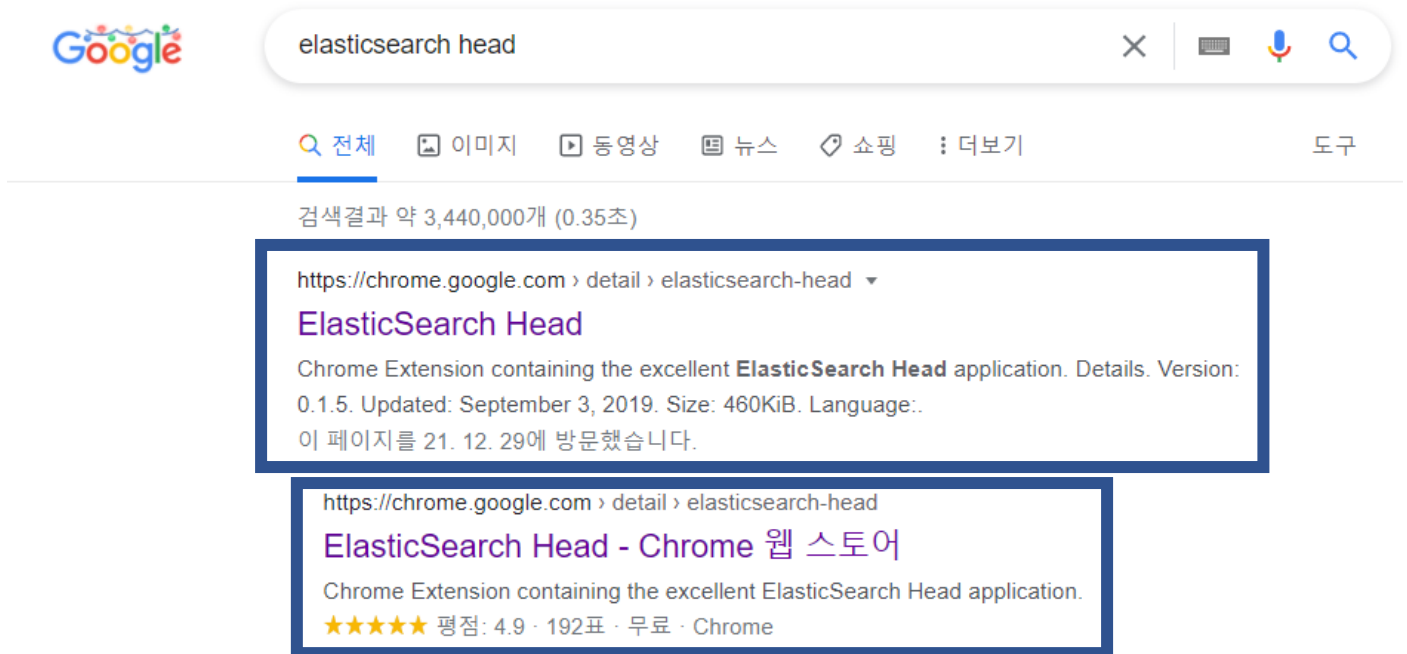 Google
elasticsearch head
전체 이미지 동영상 뉴스 쇼핑 더보기 도구
검색결과 약 3,440,000개 (0.35초)
https://chrome.google.com › detail › elasticsearch-head
ElasticSearch Head
Chrome Extension containing the excellent ElasticSearch Head application. Details. Version:
0.1.5. Updated: September 3, 2019. Size: 460KiB. Language:.
이 페이지를 21. 12. 29에 방문했습니다.
https://chrome.google.com › detail › elasticsearch-head
ElasticSearch Head - Chrome 웹 스토어
Chrome Extension containing the excellent ElasticSearch Head application.
★★★★★ 평점: 4.9 · 192표 · 무료 · Chrome